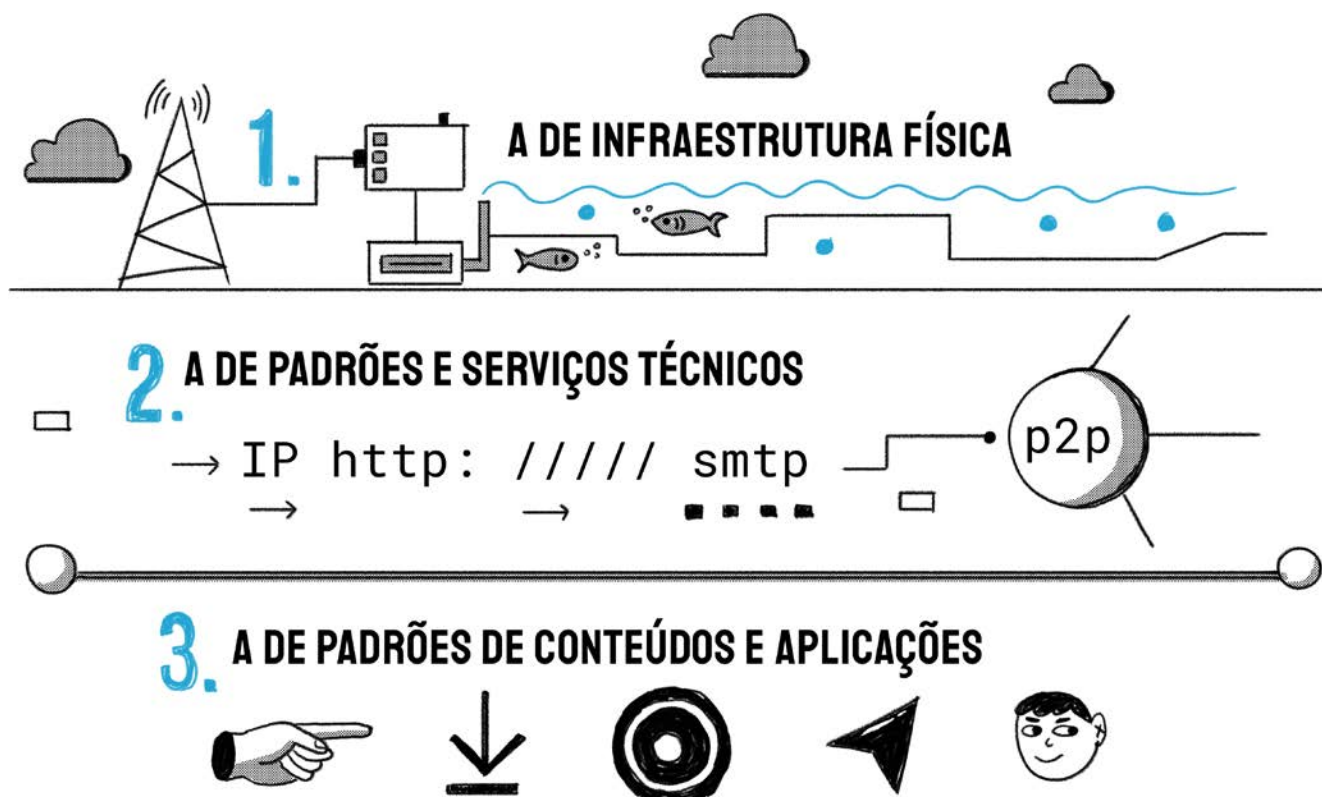 1. A DE INFRAESTRUTURA FÍSICA
2. A DE PADRÕES E SERVIÇOS TÉCNICOS
IP http: ///// smtp
p2p
3. A DE PADRÕES DE CONTEÚDOS E APLICAÇÕES